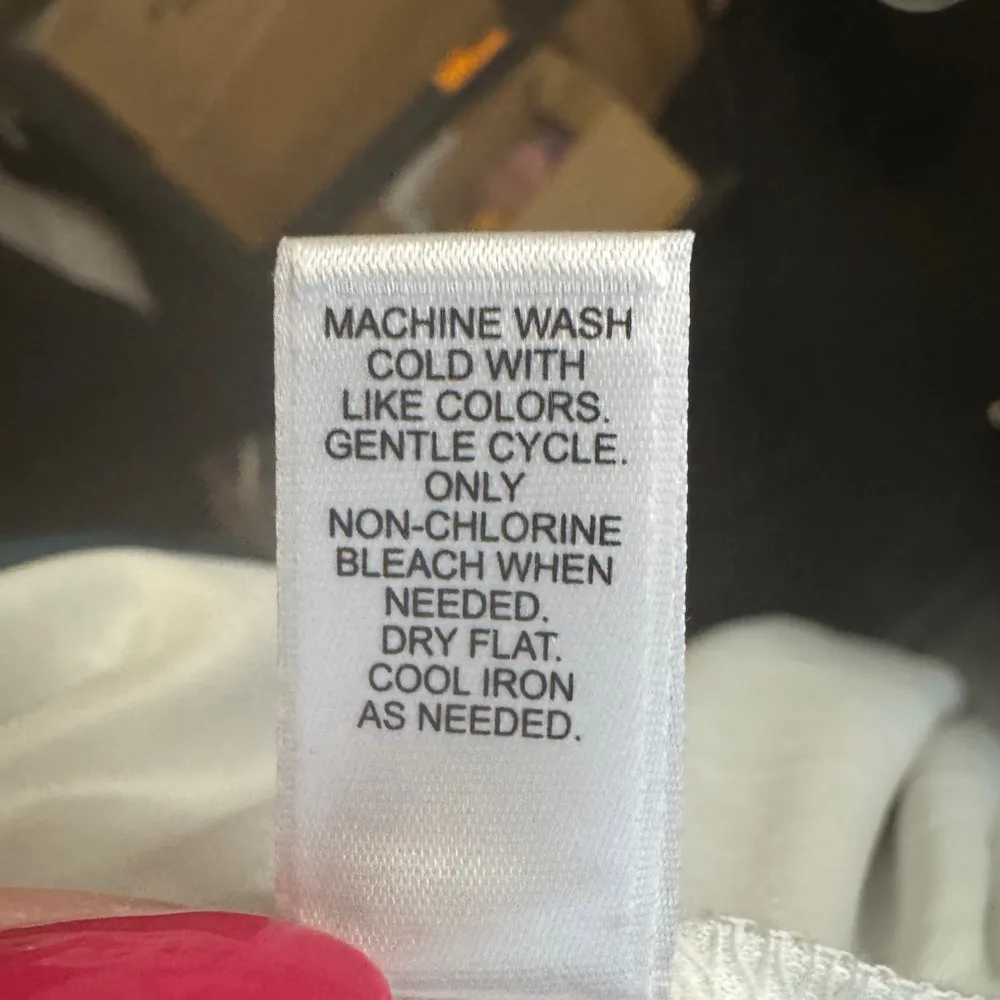 MACHINE WASH
COLD WITH
LIKE COLORS.
GENTLE CYCLE.
ONLY
NON-CHLORINE
BLEACH WHEN
NEEDED.
DRY FLAT.
COOL IRON
AS NEEDED.